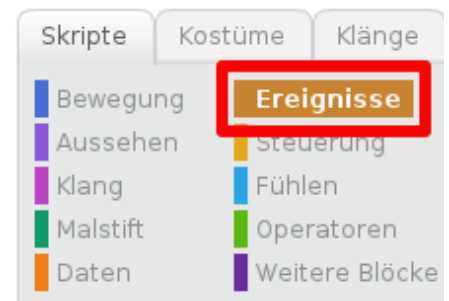 Skripte Kostüme Klänge
Bewegung Ereignisse
Aussehen Steuerung
Klang Fühlen
Malstift Operatoren
Daten Weitere Blöcke